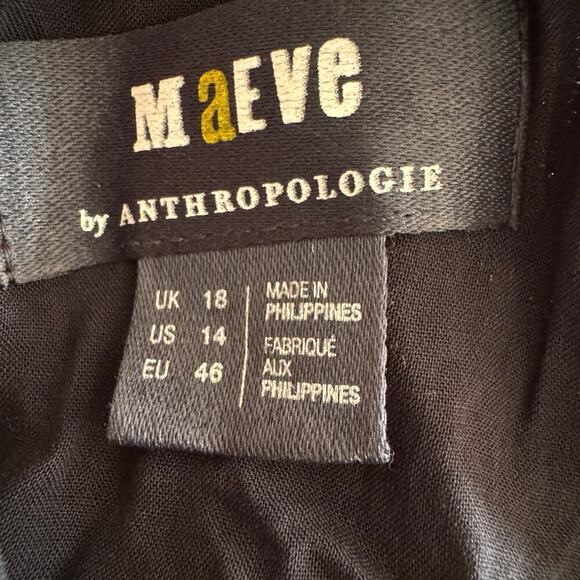 MaEVe
by ANTHROPOLOGIE
UK 18
US 14
EU 46
MADE IN
PHILIPPINES
FABRIQUÉ
AUX
PHILIPPINES